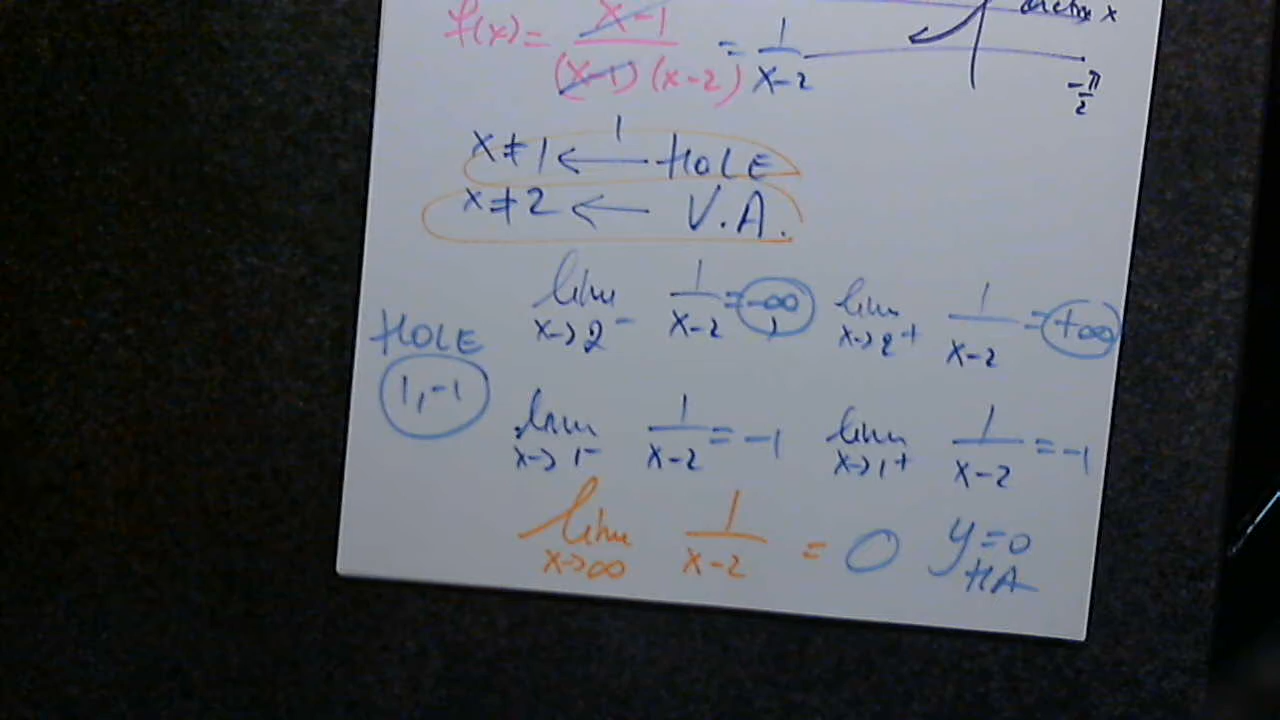 f(x) = x-1 / (x-1)(x-2) = 1 / x-2
arctan x
-π/2
x≠1 ← HOLE
x≠2 ← V.A.
lim x→2⁻ 1/x-2 = -∞ lim x→2⁺ 1/x-2 = +∞
HOLE
1,-1
lim x→1⁻ 1/x-2 = -1 lim x→1⁺ 1/x-2 = -1
lim x→∞ 1/x-2 = 0 y=0
HA